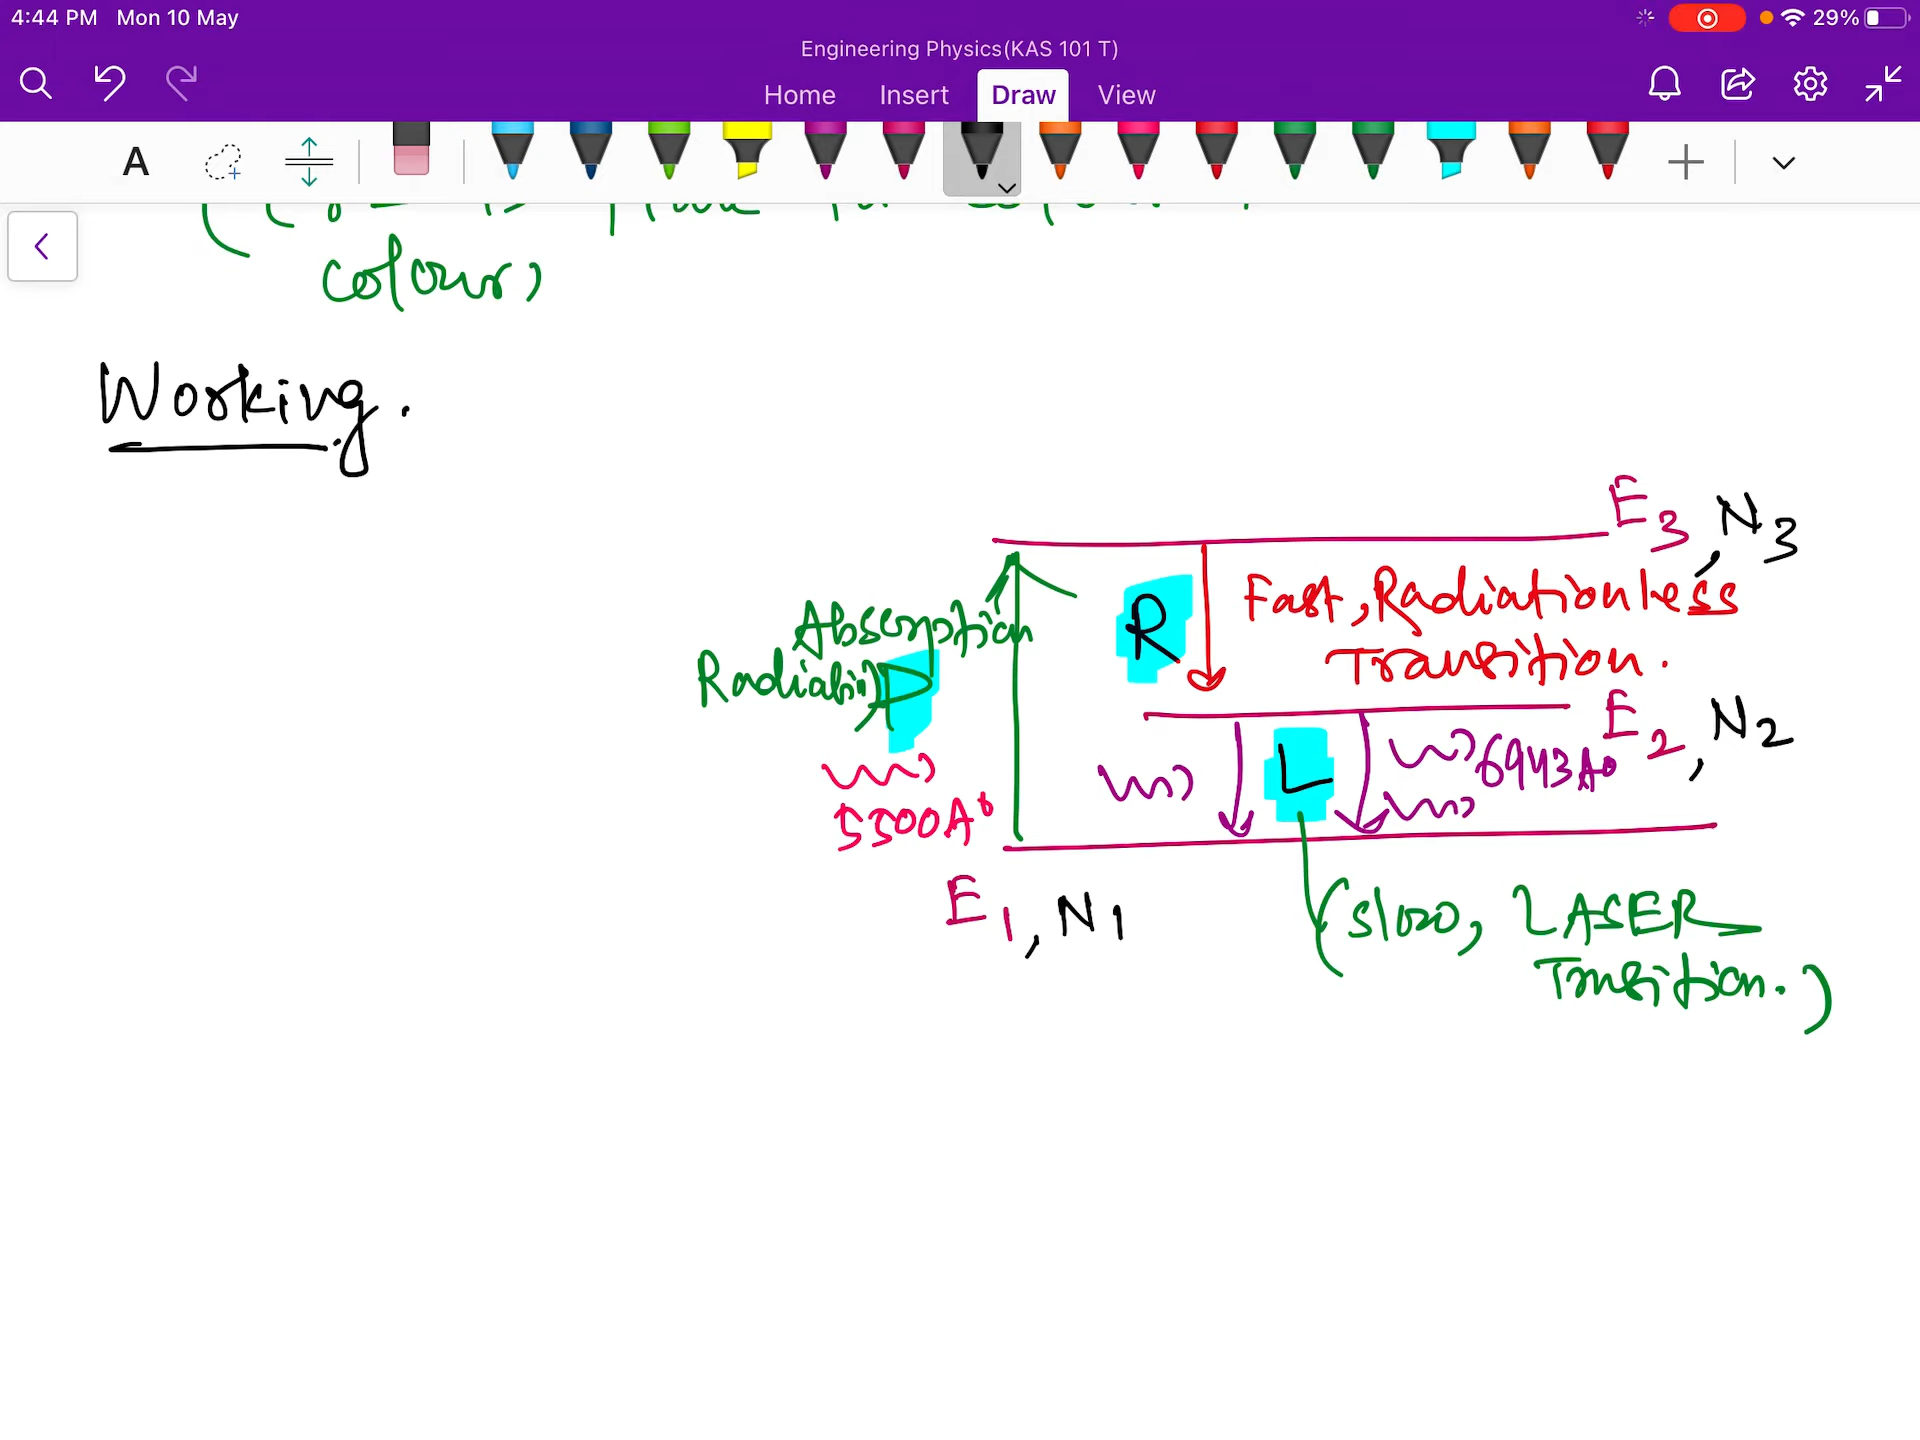 4:44 PM Mon 10 May
29%
Engineering Physics(KAS 101 T)
Home Insert Draw View
A
colour)
Working.
E3, N3
Absorption
Radiation P
R
Fast, Radiationless
Transition.
E2, N2
L
6943A°
5500A°
E1, N1
(slow, LASER
Trnsition.)